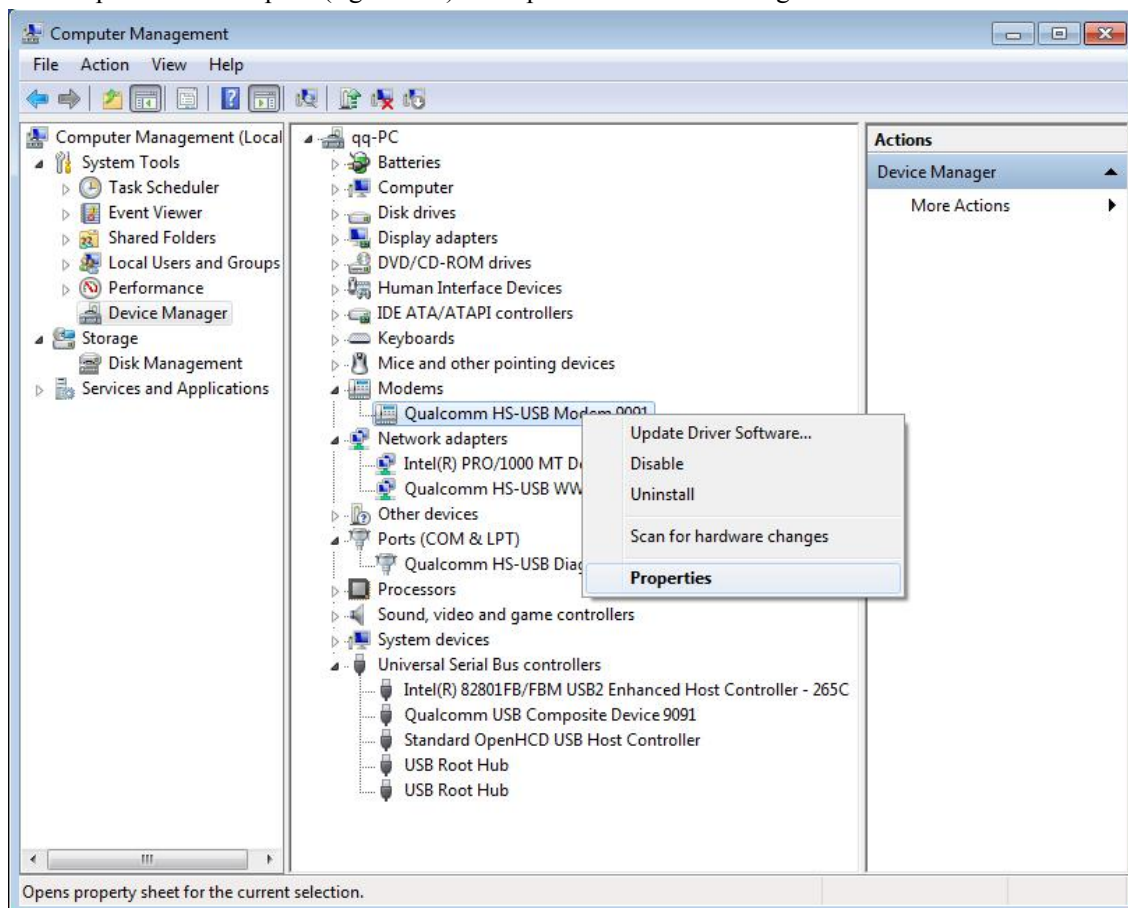 Computer Management
File Action View Help
Computer Management (Local
System Tools
Task Scheduler
Event Viewer
Shared Folders
Local Users and Groups
Performance
Device Manager
Storage
Disk Management
Services and Applications
qq-PC
Batteries
Computer
Disk drives
Display adapters
DVD/CD-ROM drives
Human Interface Devices
IDE ATA/ATAPI controllers
Keyboards
Mice and other pointing devices
Modems
Qualcomm HS-USB Modem 9091
Network adapters
Intel(R) PRO/1000 MT
Qualcomm HS-USB
Other devices
Ports (COM & LPT)
Qualcomm HS-USB
Processors
Sound, video and game controllers
System devices
Universal Serial Bus controllers
Intel(R) 82801FB/FBM USB2 Enhanced Host Controller - 265C
Qualcomm USB Composite Device 9091
Standard OpenHCD USB Host Controller
USB Root Hub
USB Root Hub
Update Driver Software...
Disable
Uninstall
Scan for hardware changes
Properties
Actions
Device Manager
More Actions
Opens property sheet for the current selection.